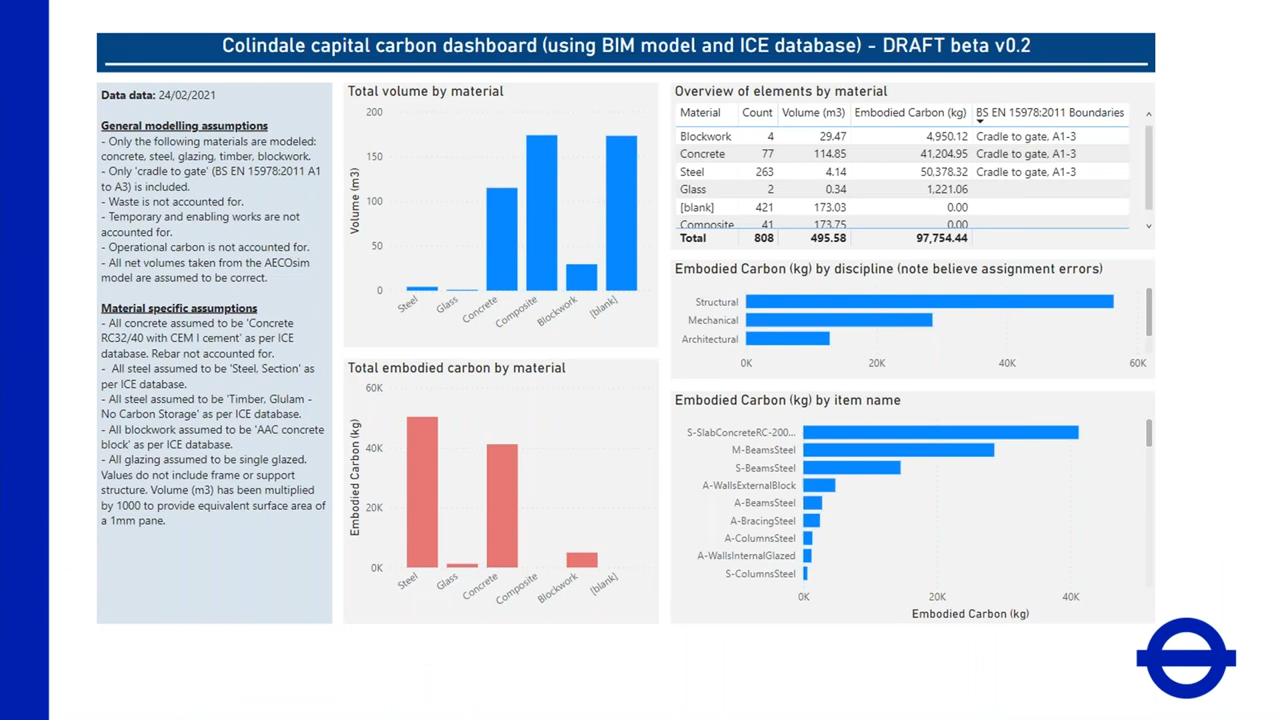 Colindale capital carbon dashboard (using BIM model and ICE database) - DRAFT beta v0.2
Data data: 24/02/2021
General modelling assumptions
- Only the following materials are modeled:
concrete, steel, glazing, timber, blockwork.
- Only 'cradle to gate' (BS EN 15978:2011 A1
to A3) is included.
- Waste is not accounted for.
- Temporary and enabling works are not
accounted for.
- Operational carbon is not accounted for.
- All net volumes taken from the AECOsim
model are assumed to be correct.
Material specific assumptions
- All concrete assumed to be 'Concrete
RC32/40 with CEM I cement' as per ICE
database. Rebar not accounted for.
- All steel assumed to be 'Steel, Section' as
per ICE database.
- All steel assumed to be 'Timber, Glulam -
No Carbon Storage' as per ICE database.
- All blockwork assumed to be 'AAC concrete
block' as per ICE database.
- All glazing assumed to be single glazed.
Values do not include frame or support
structure. Volume (m3) has been multiplied
by 1000 to provide equivalent surface area of
a 1mm pane.
Total volume by material
Volume (m3)
200
150
100
50
0
Steel
Glass
Concrete
Composite
Blockwork
[blank]
Total embodied carbon by material
Embodied Carbon (kg)
60K
40K
20K
0K
Steel
Glass
Concrete
Composite
Blockwork
[blank]
Overview of elements by material
Material Count Volume (m3) Embodied Carbon (kg) BS EN 15978:2011 Boundaries
Blockwork 4 29.47 4,950.12 Cradle to gate, A1-3
Concrete 77 114.85 41,204.95 Cradle to gate, A1-3
Steel 263 4.14 50,378.32 Cradle to gate, A1-3
Glass 2 0.34 1,221.06
[blank] 421 173.03 0.00
Composite 41 173.75 0.00
Total 808 495.58 97,754.44
Embodied Carbon (kg) by discipline (note believe assignment errors)
Structural
Mechanical
Architectural
0K 20K 40K 60K
Embodied Carbon (kg) by item name
S-SlabConcreteRC-200...
M-BeamsSteel
S-BeamsSteel
A-WallsExternalBlock
A-BeamsSteel
A-BracingSteel
A-ColumnsSteel
A-WallsInternalGlazed
S-ColumnsSteel
0K 20K 40K
Embodied Carbon (kg)